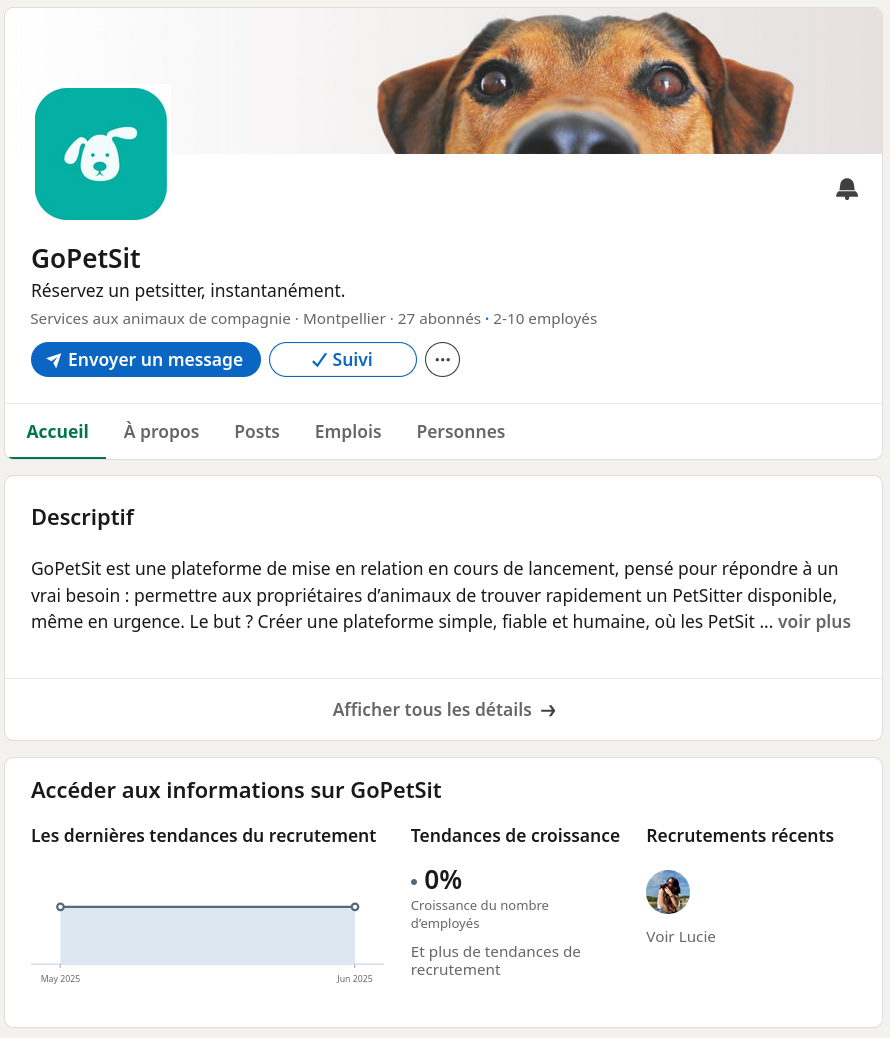 GoPetSit
Réservez un petsitter, instantanément.
Services aux animaux de compagnie · Montpellier · 27 abonnés · 2-10 employés
Envoyer un message
Suivi
Accueil
À propos
Posts
Emplois
Personnes
Descriptif
GoPetSit est une plateforme de mise en relation en cours de lancement, pensé pour répondre à un
vrai besoin : permettre aux propriétaires d’animaux de trouver rapidement un PetSitter disponible,
même en urgence. Le but ? Créer une plateforme simple, fiable et humaine, où les PetSit ... voir plus
Afficher tous les détails →
Accéder aux informations sur GoPetSit
Les dernières tendances du recrutement
May 2025
Jun 2025
Tendances de croissance
• 0%
Croissance du nombre
d’employés
Et plus de tendances de
recrutement
Recrutements récents
Voir Lucie